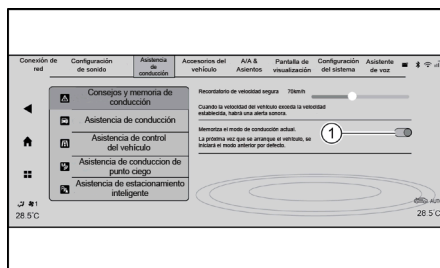 Conexión de
red
Configuración
de sonido
Asistencia
de
conducción
Accesorios del
vehículo
A/A &
Asientos
Pantalla de
visualización
Configuración
del sistema
Asistente
de voz
Consejos y memoria de
conducción
Asistencia de conducción
Asistencia de control
del vehículo
Asistencia de conduccion de
punto ciego
Asistencia de estacionamiento
inteligente
Recordatorio de velocidad segura 70km/h
Cuando la velocidad del vehículo exceda la velocidad
establecida, habrá una alerta sonora.
Memoriza el modo de conducción actual.
La próxima vez que se arranque el vehículo, se
iniciará el modo anterior por defecto.
1
1
28.5°C
AUTO
28.5°C